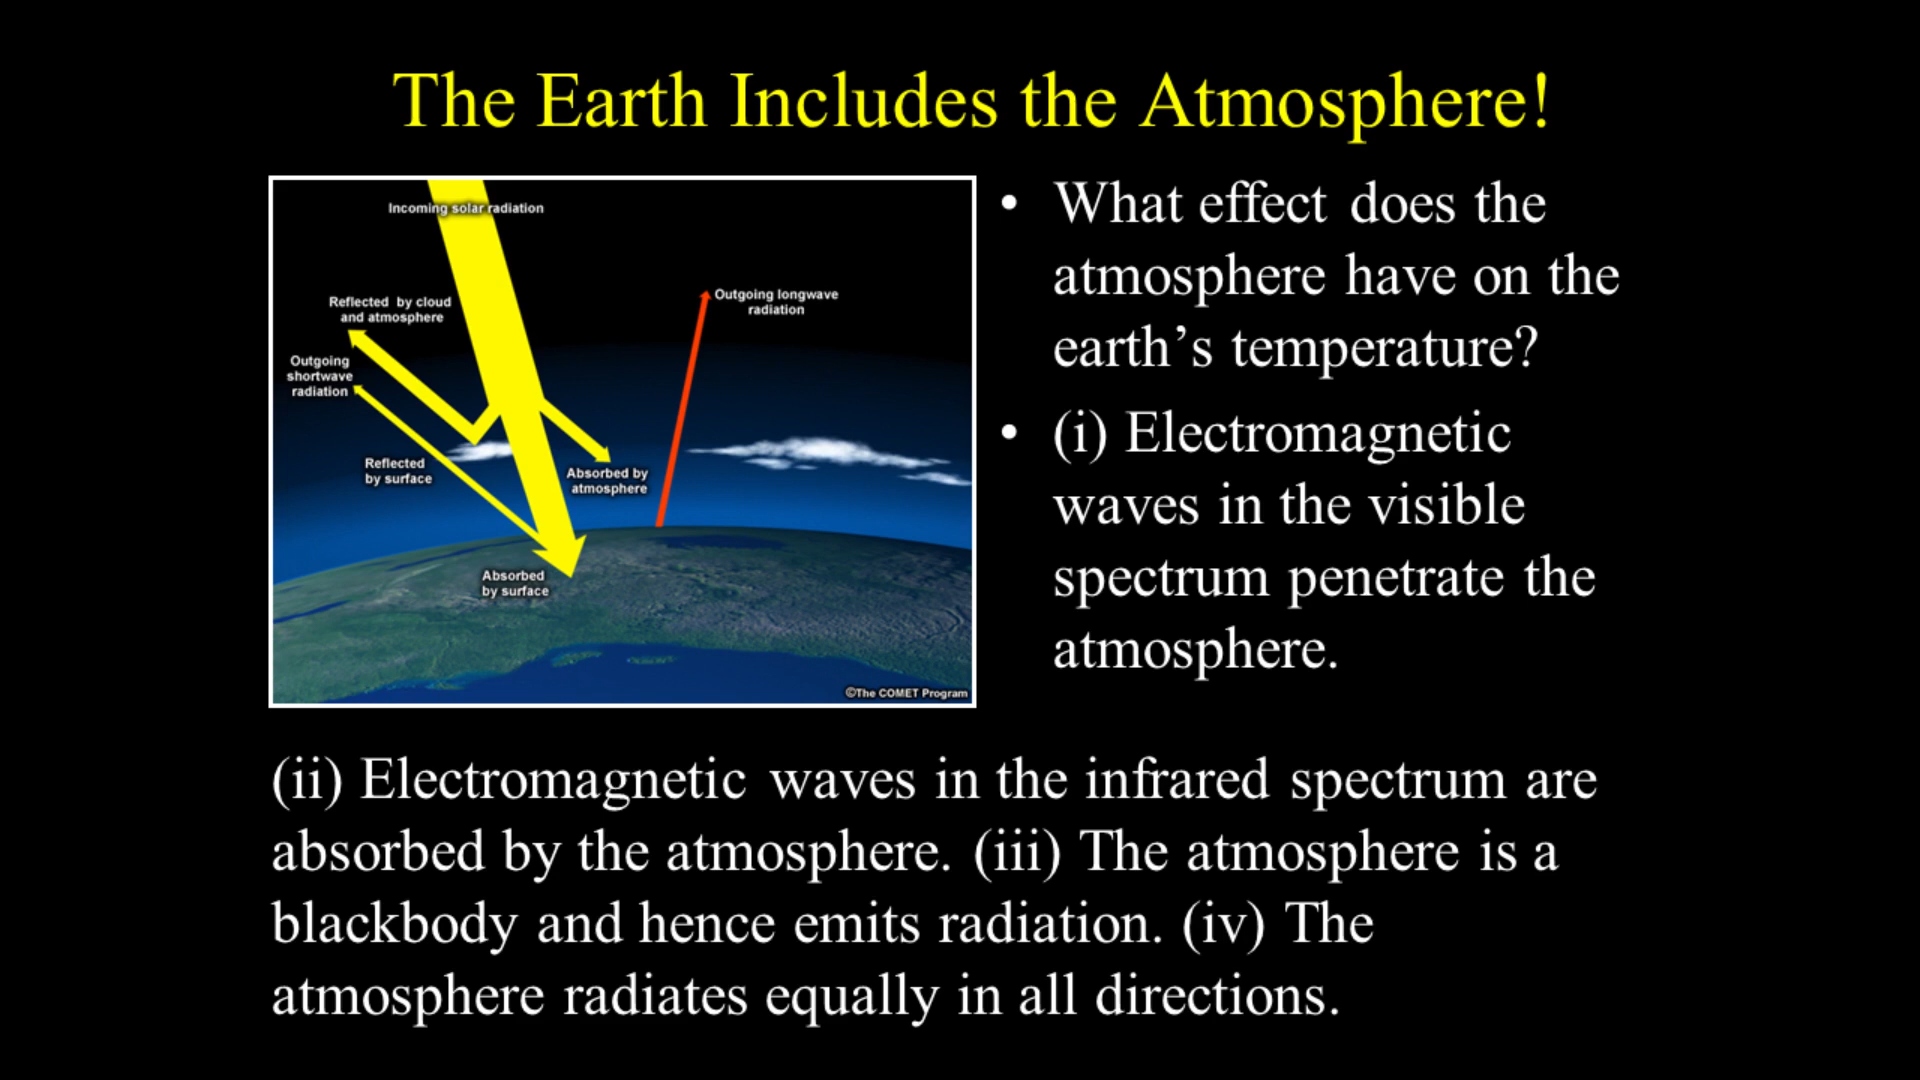 The Earth Includes the Atmosphere!
Incoming solar radiation
Reflected by cloud
and atmosphere
Outgoing
shortwave
radiation
Reflected
by surface
Absorbed by
atmosphere
Outgoing longwave
radiation
Absorbed
by surface
©The COMET Program
• What effect does the
atmosphere have on the
earth’s temperature?
• (i) Electromagnetic
waves in the visible
spectrum penetrate the
atmosphere.
(ii) Electromagnetic waves in the infrared spectrum are
absorbed by the atmosphere. (iii) The atmosphere is a
blackbody and hence emits radiation. (iv) The
atmosphere radiates equally in all directions.